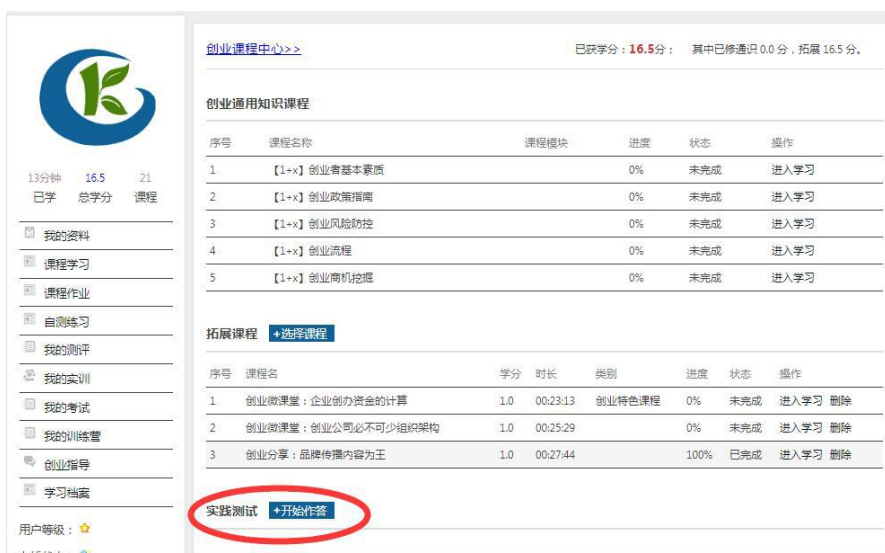 创业课程中心>>
已获学分：16.5分； 其中已修通识 0.0 分，拓展 16.5 分。
13分钟 16.5 21
已学 总学分 课程
我的资料
课程学习
课程作业
自测练习
我的测评
我的实训
我的考试
我的训练营
创业指导
学习档案
用户等级：
创业通用知识课程
序号 课程名称 课程模块 进度 状态 操作
1 【1+x】创业者基本素质 0% 未完成 进入学习
2 【1+x】创业政策指南 0% 未完成 进入学习
3 【1+x】创业风险防控 0% 未完成 进入学习
4 【1+x】创业流程 0% 未完成 进入学习
5 【1+x】创业商机挖掘 0% 未完成 进入学习
拓展课程 +选择课程
序号 课程名 学分 时长 类别 进度 状态 操作
1 创业微课堂：企业创办资金的计算 1.0 00:23:13 创业特色课程 0% 未完成 进入学习 删除
2 创业微课堂：创业公司必不可少组织架构 1.0 00:25:29 0% 未完成 进入学习 删除
3 创业分享：品牌传播内容为王 1.0 00:27:44 100% 已完成 进入学习 删除
实践测试 +开始作答